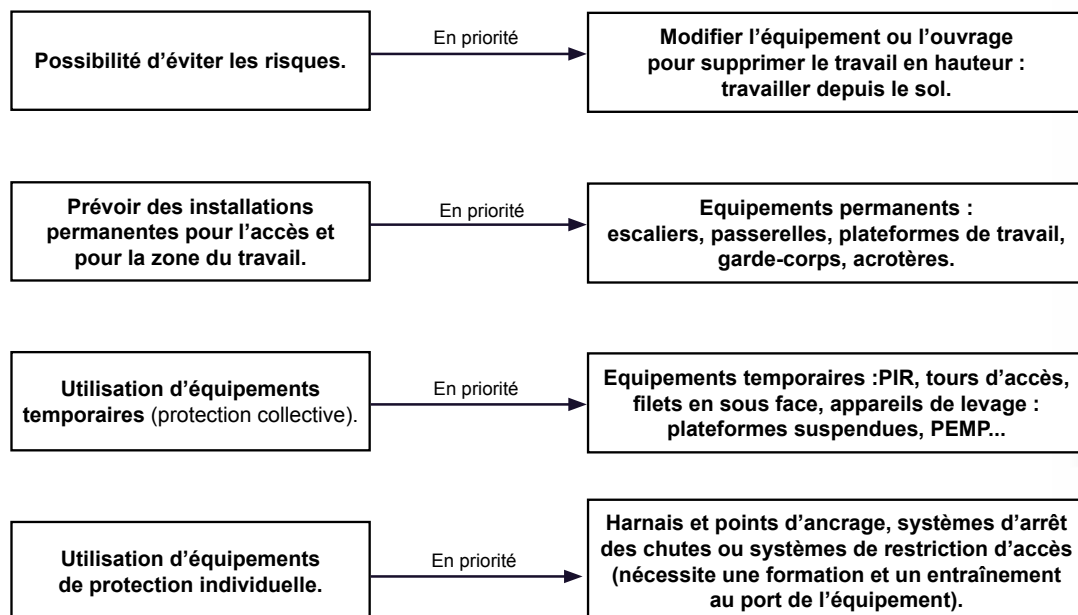 Possibilité d’éviter les risques.
En priorité
Modifier l’équipement ou l’ouvrage
pour supprimer le travail en hauteur :
travailler depuis le sol.
Prévoir des installations
permanentes pour l’accès et
pour la zone du travail.
En priorité
Equipements permanents :
escaliers, passerelles, plateformes de travail,
garde-corps, acrotères.
Utilisation d’équipements
temporaires (protection collective).
En priorité
Equipements temporaires :PIR, tours d’accès,
filets en sous face, appareils de levage :
plateformes suspendues, PEMP...
Utilisation d’équipements
de protection individuelle.
En priorité
Harnais et points d’ancrage, systèmes d’arrêt
des chutes ou systèmes de restriction d’accès
(nécessite une formation et un entraînement
au port de l’équipement).